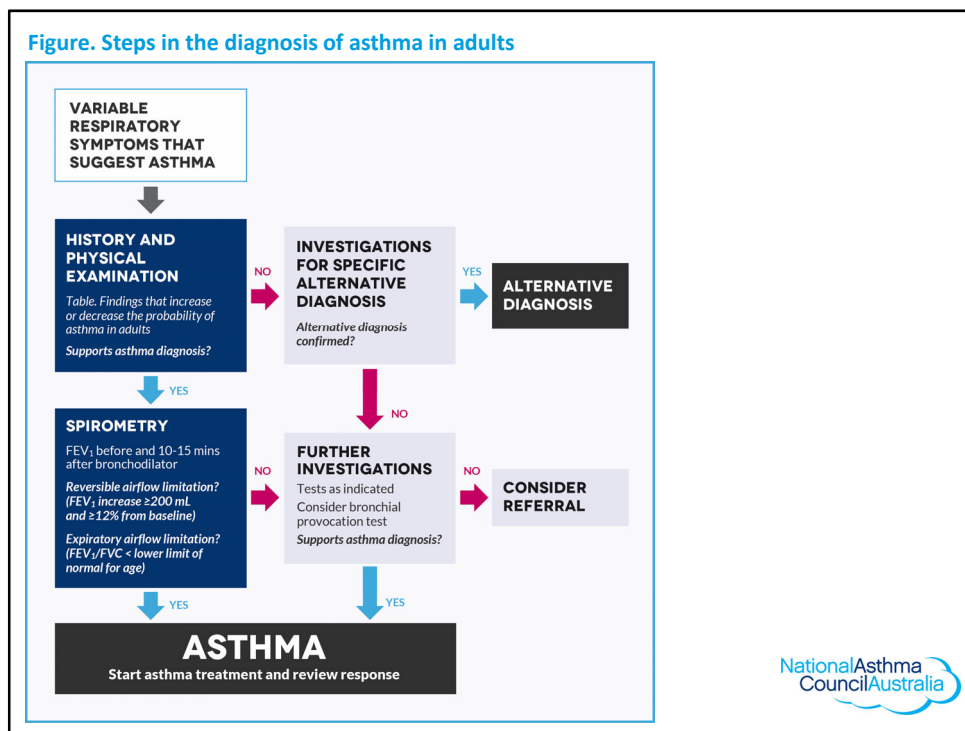 Figure. Steps in the diagnosis of asthma in adults
VARIABLE
RESPIRATORY
SYMPTOMS THAT
SUGGEST ASTHMA
HISTORY AND
PHYSICAL
EXAMINATION
Table. Findings that increase
or decrease the probability of
asthma in adults
Supports asthma diagnosis?
NO
INVESTIGATIONS
FOR SPECIFIC
ALTERNATIVE
DIAGNOSIS
Alternative diagnosis
confirmed?
YES
ALTERNATIVE
DIAGNOSIS
YES
NO
SPIROMETRY
FEV₁ before and 10-15 mins
after bronchodilator
Reversible airflow limitation?
(FEV₁ increase ≥200 mL
and ≥12% from baseline)
Expiratory airflow limitation?
(FEV₁/FVC < lower limit of
normal for age)
NO
FURTHER
INVESTIGATIONS
Tests as indicated
Consider bronchial
provocation test
Supports asthma diagnosis?
NO
CONSIDER
REFERRAL
YES
YES
ASTHMA
Start asthma treatment and review response
NationalAsthma
CouncilAustralia